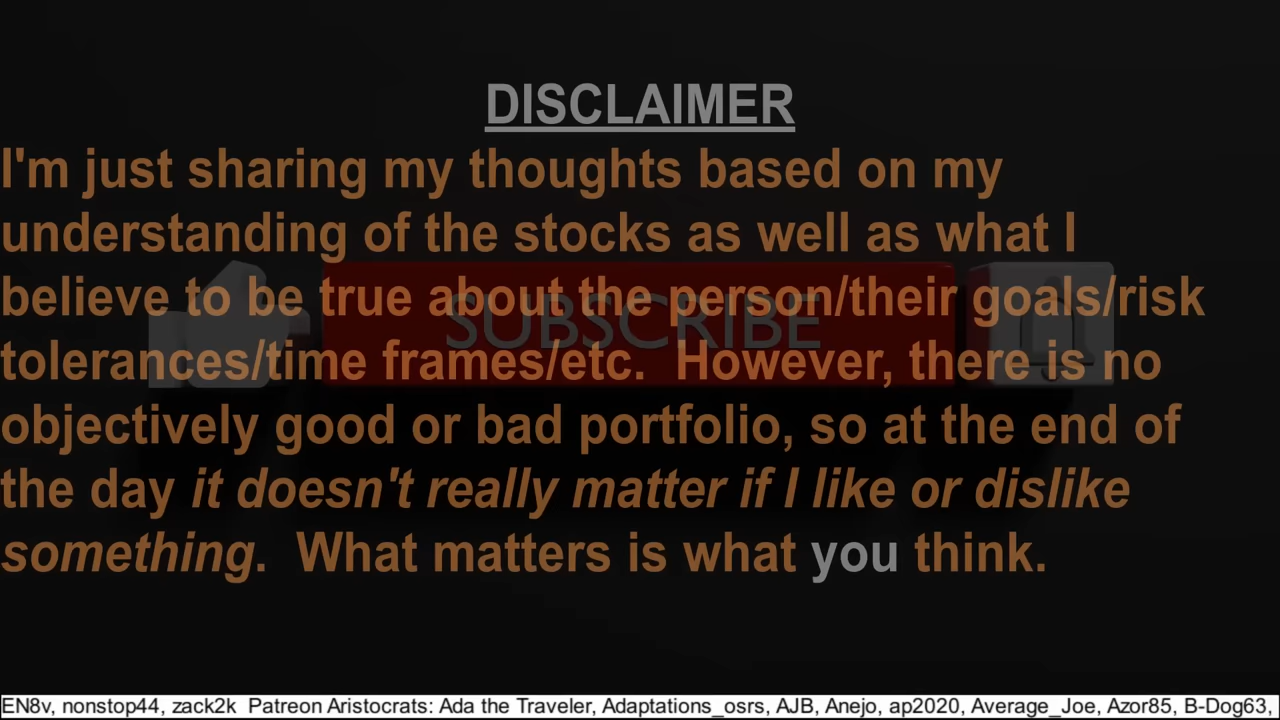 DISCLAIMER
I'm just sharing my thoughts based on my
understanding of the stocks as well as what I
believe to be true about the person/their goals/risk
SUBSCRIBE
tolerances/time frames/etc.  However, there is no
objectively good or bad portfolio, so at the end of
the day it doesn't really matter if I like or dislike
something.  What matters is what you think.
EN8v, nonstop44, zack2k  Patreon Aristocrats: Ada the Traveler, Adaptations_osrs, AJB, Anejo, ap2020, Average_Joe, Azor85, B-Dog63,